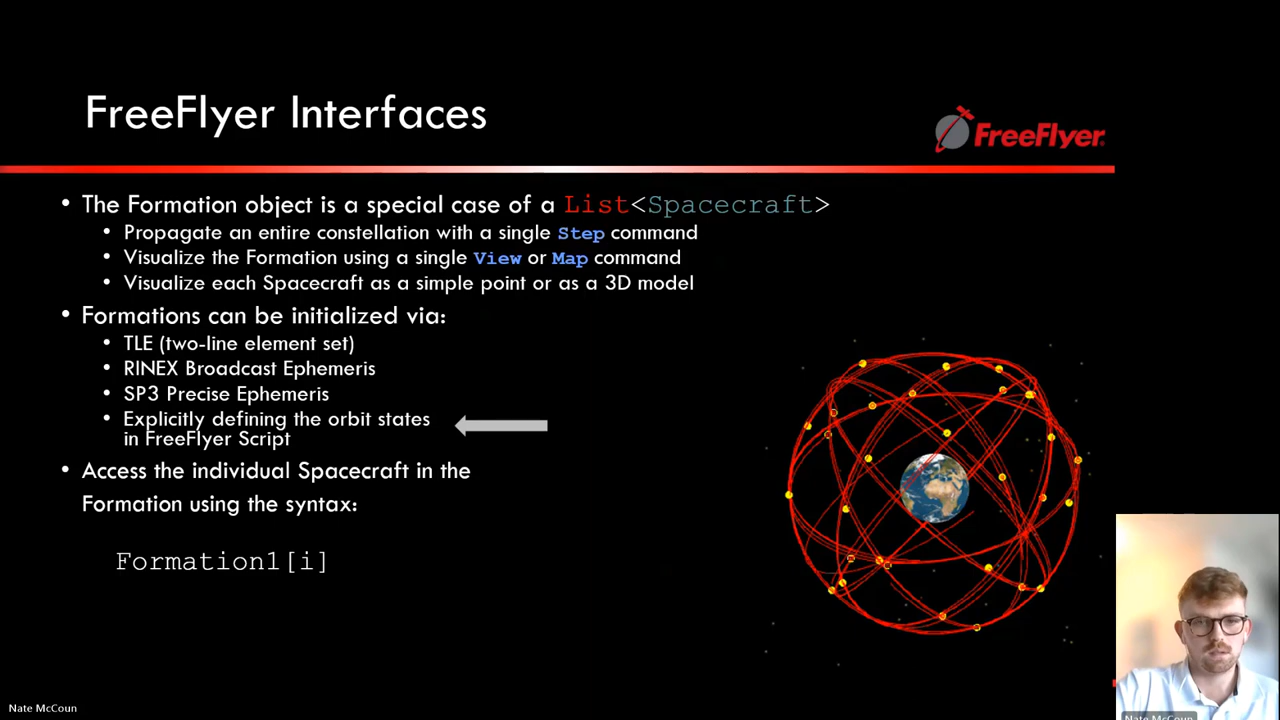 FreeFlyer Interfaces
FreeFlyer
• The Formation object is a special case of a List<Spacecraft>
• Propagate an entire constellation with a single Step command
• Visualize the Formation using a single View or Map command
• Visualize each Spacecraft as a simple point or as a 3D model
• Formations can be initialized via:
• TLE (two-line element set)
• RINEX Broadcast Ephemeris
• SP3 Precise Ephemeris
• Explicitly defining the orbit states
in FreeFlyer Script
• Access the individual Spacecraft in the
Formation using the syntax:
Formation1[i]
Nate McCoun
Nate McCoun